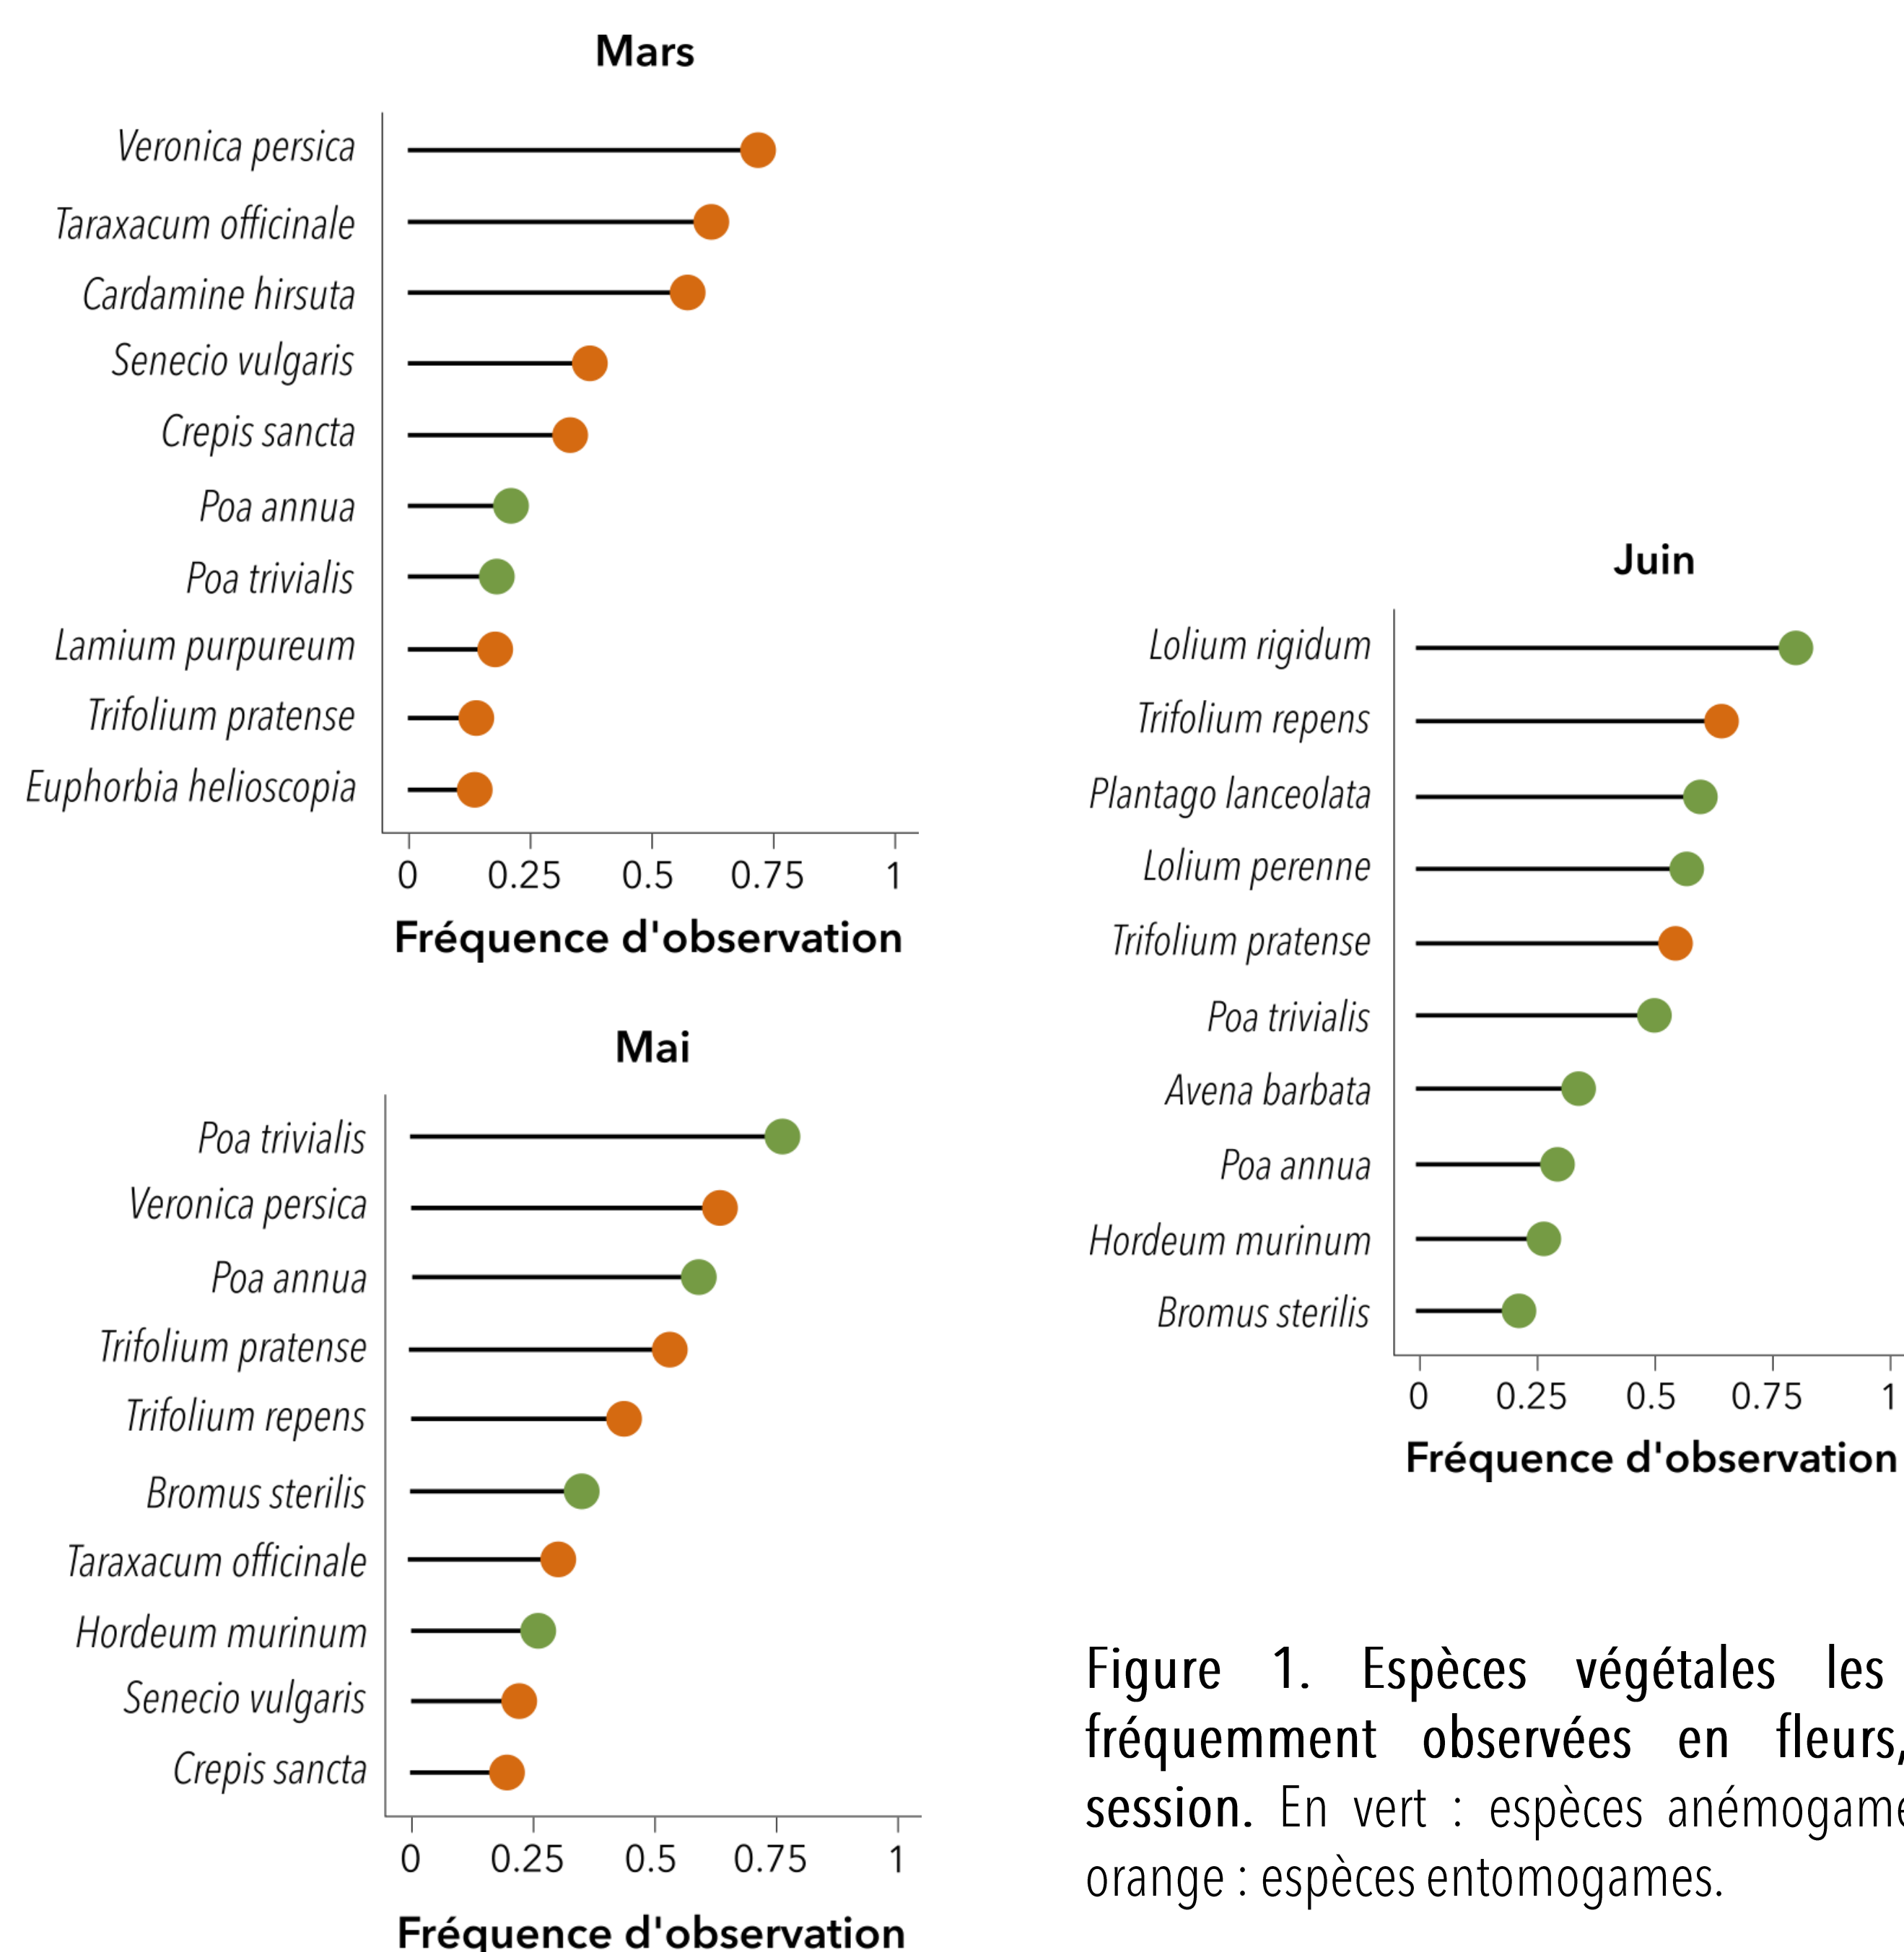 Mars
Veronica persica
Taraxacum officinale
Cardamine hirsuta
Senecio vulgaris
Crepis sancta
Poa annua
Poa trivialis
Lamium purpureum
Trifolium pratense
Euphorbia helioscopia
0 0.25 0.5 0.75 1
Fréquence d'observation
Mai
Poa trivialis
Veronica persica
Poa annua
Trifolium pratense
Trifolium repens
Bromus sterilis
Taraxacum officinale
Hordeum murinum
Senecio vulgaris
Crepis sancta
0 0.25 0.5 0.75 1
Fréquence d'observation
Juin
Lolium rigidum
Trifolium repens
Plantago lanceolata
Lolium perenne
Trifolium pratense
Poa trivialis
Avena barbata
Poa annua
Hordeum murinum
Bromus sterilis
0 0.25 0.5 0.75 1
Fréquence d'observation
Figure 1. Espèces végétales les
fréquemment observées en fleurs,
session. En vert : espèces
orange : espèces entomogames.